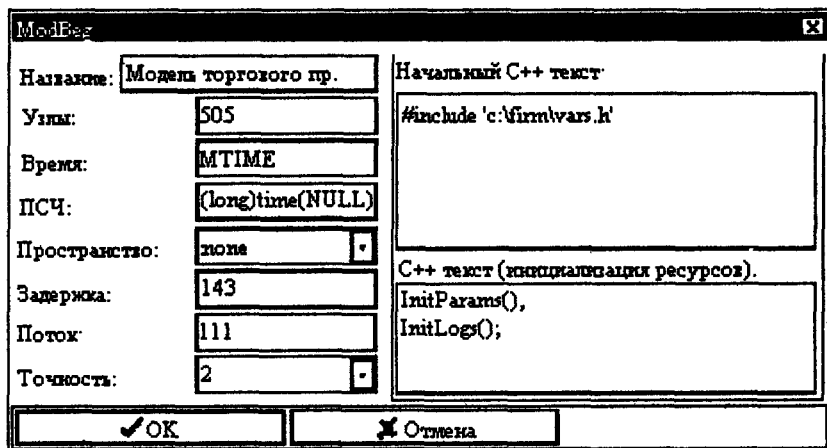 ModBeg
Название: Модель торгового пр.
Узлы: 505
Время: MTIME
ПСЧ: (long)time(NULL)
Пространство: none
Задержка: 143
Поток: 111
Точность: 2
Начальный C++ текст:
#include 'c:\firm\vars.h'
C++ текст (инициализация ресурсов).
InitParams(),
InitLogs();
OK
Отмена